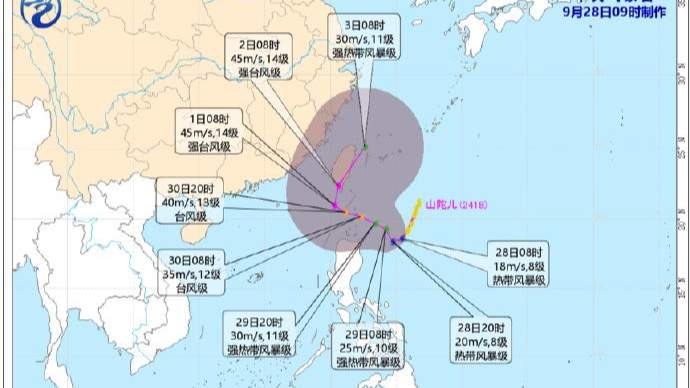 9月28日09时制作
3日08时
30m/s,11级
强热带风暴级
2日08时
45m/s,14级
强台风级
1日08时
45m/s,14级
强台风级
30日20时
40m/s,13级
台风级
30日08时
35m/s,12级
台风级
29日20时
30m/s,11级
强热带风暴级
29日08时
25m/s,10级
强热带风暴级
28日20时
20m/s,8级
热带风暴级
28日08时
18m/s,8级
热带风暴级
山陀儿(2418)
30°N
25°N
20°N
15°N
10°N